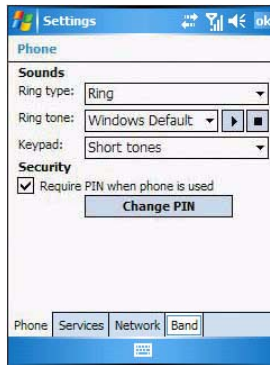 Settings
ok
Phone
Sounds
Ring type: Ring
Ring tone: Windows Default
Keypad: Short tones
Security
Require PIN when phone is used
Change PIN
Phone Services Network Band